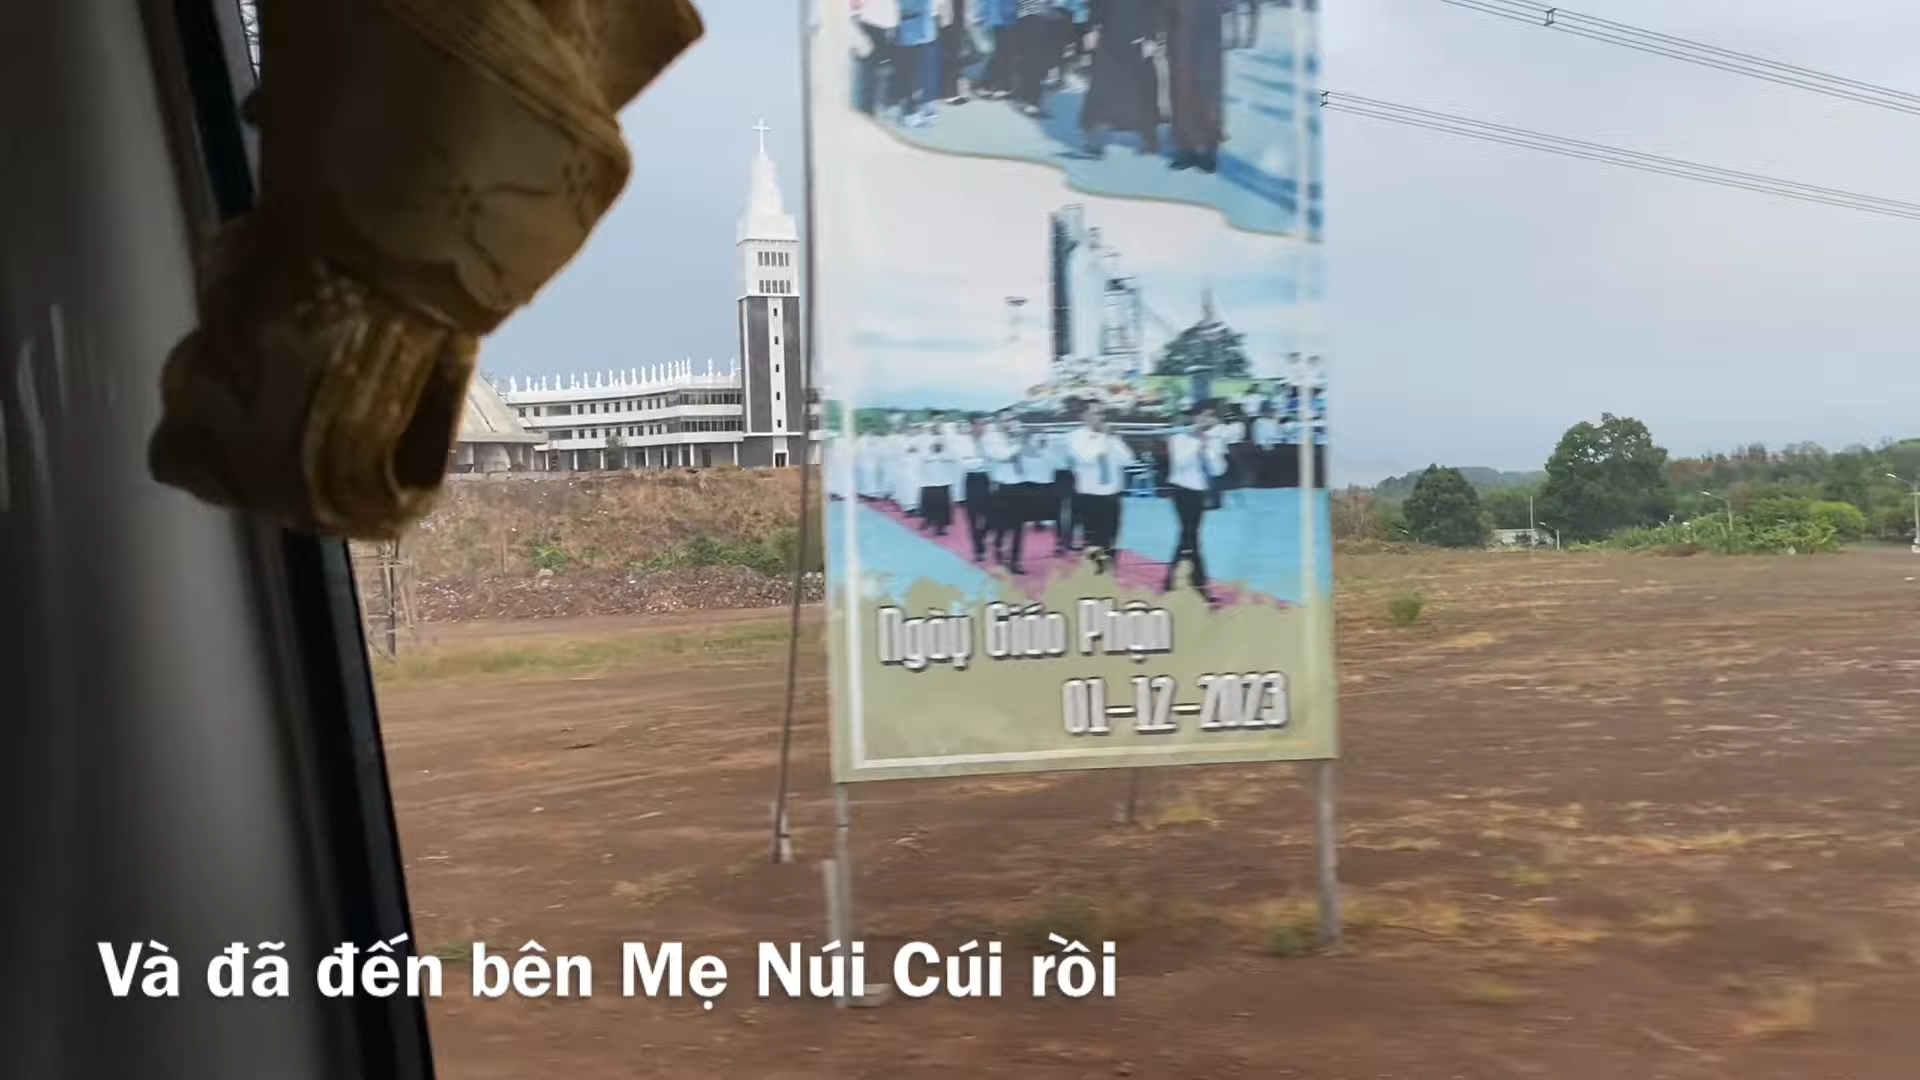 Ngày Giáo Phận
01-12-2023
Và đã đến bên Mẹ Núi Cúi rồi